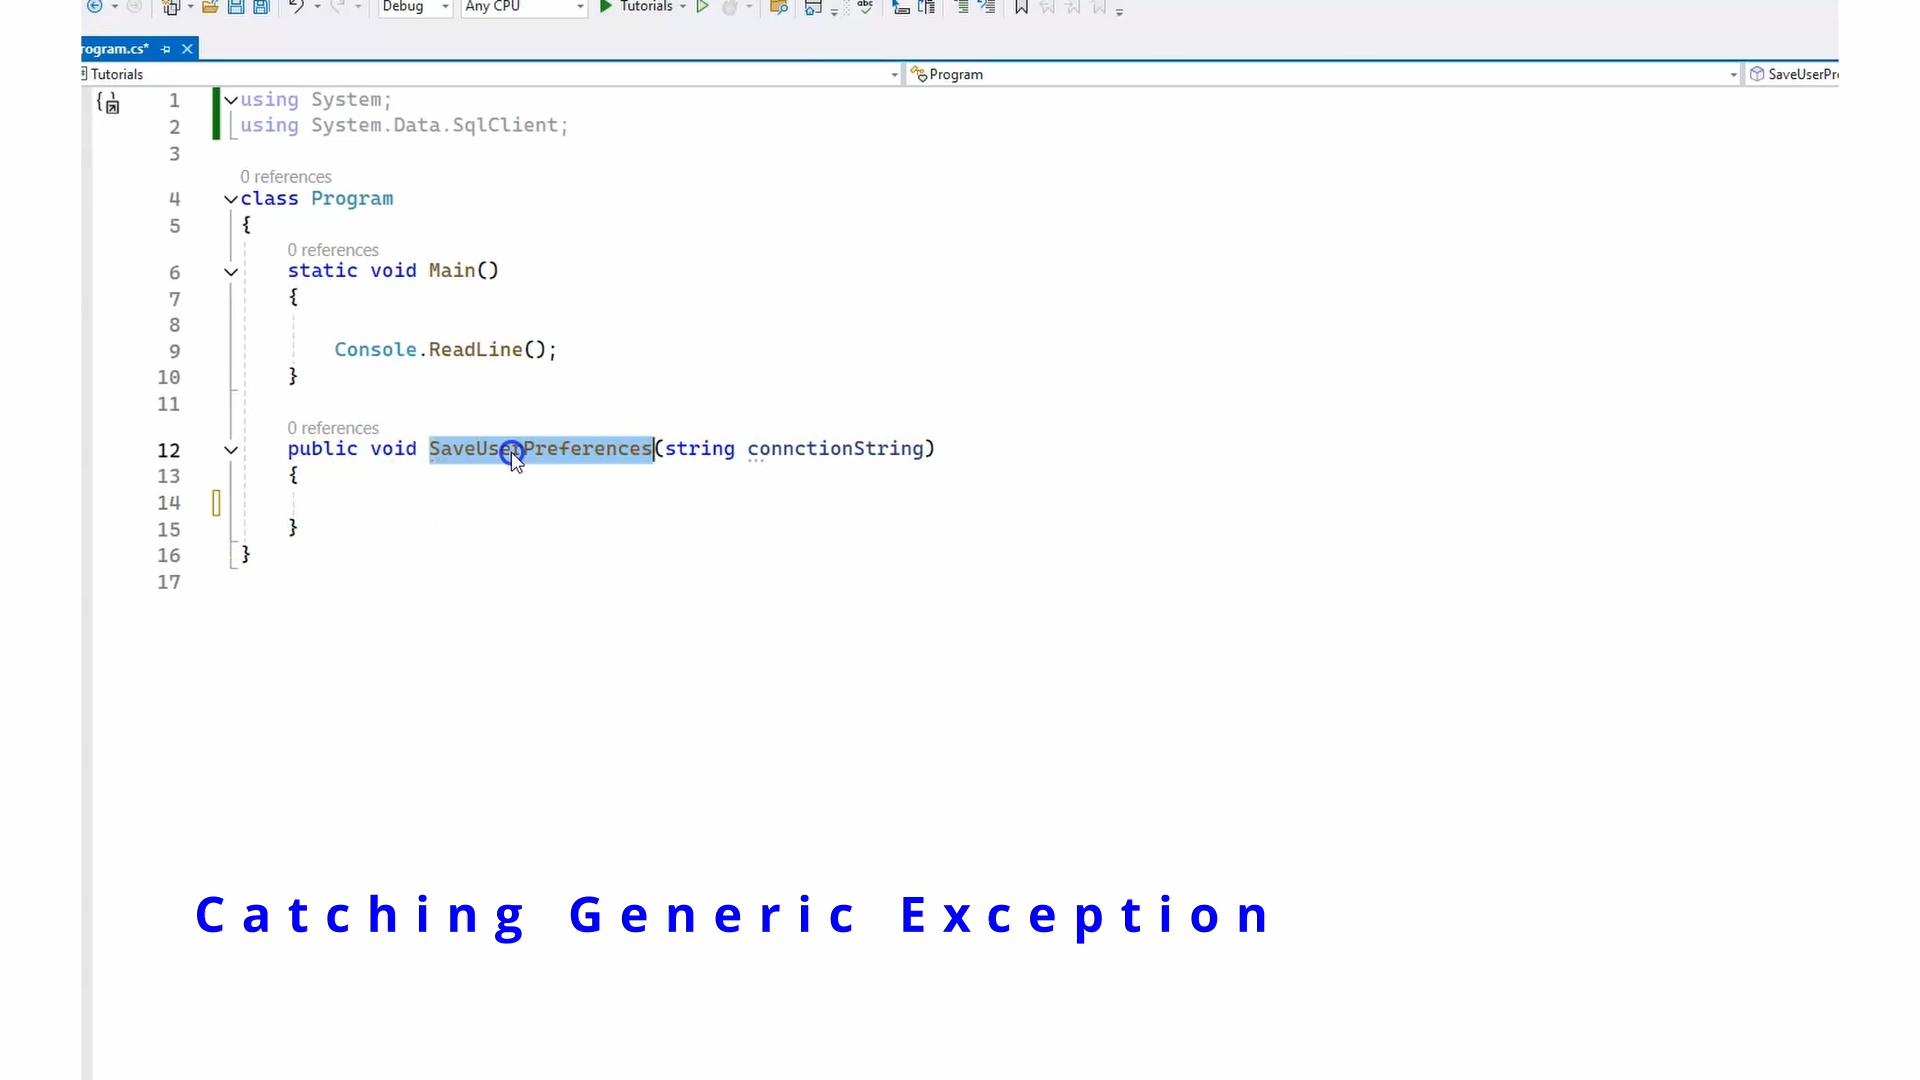 Debug Any CPU Tutorials
rogram.cs*
Tutorials Program SaveUserPr
1 using System;
2 using System.Data.SqlClient;
3
0 references
4 class Program
5 {
0 references
6 static void Main()
7 {
8
9 Console.ReadLine();
10 }
11
0 references
12 public void SaveUserPreferences(string connctionString)
13 {
14
15 }
16 }
17
Catching Generic Exception